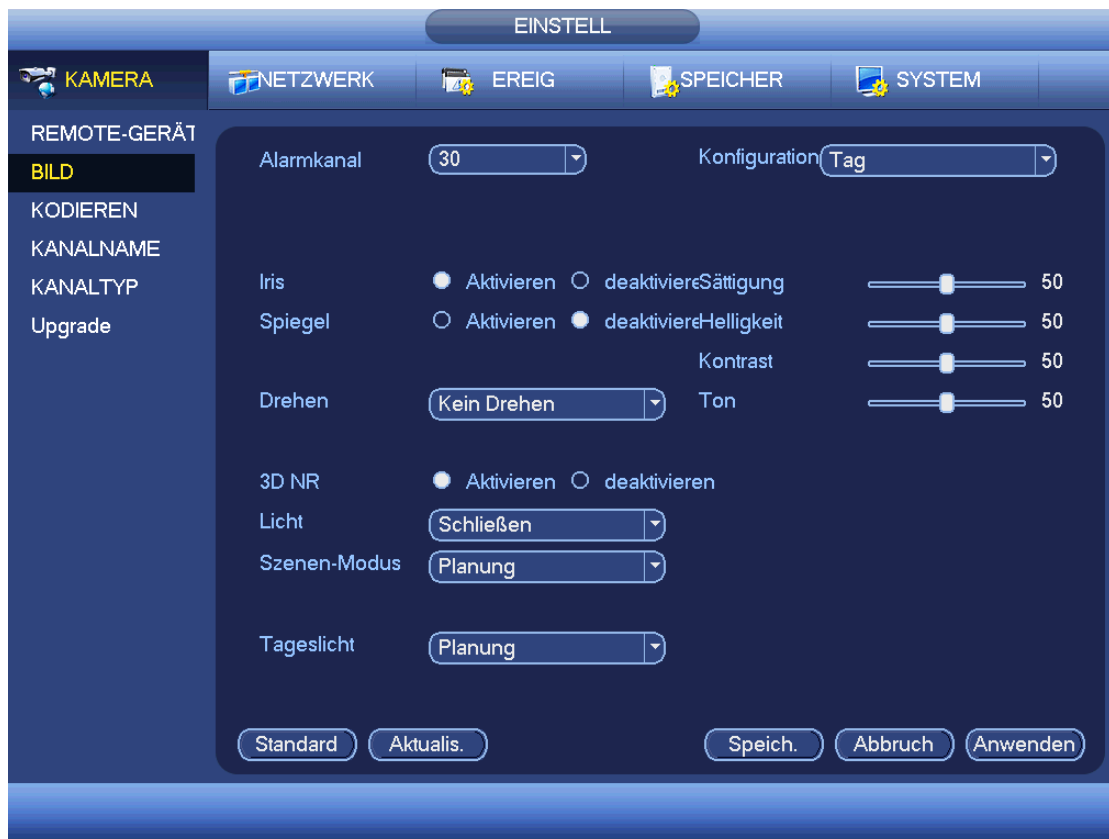 EINSTELL
KAMERA NETZWERK EREIG SPEICHER SYSTEM
REMOTE-GERÄT
BILD
KODIEREN
KANALNAME
KANALTYP
Upgrade
Alarmkanal 30 Konfiguration Tag
Iris Aktivieren deaktiviere Sättigung 50
Spiegel Aktivieren deaktiviere Helligkeit 50
Kontrast 50
Drehen Kein Drehen Ton 50
3D NR Aktivieren deaktivieren
Licht Schließen
Szenen-Modus Planung
Tageslicht Planung
Standard Aktualis. Speich. Abbruch Anwenden